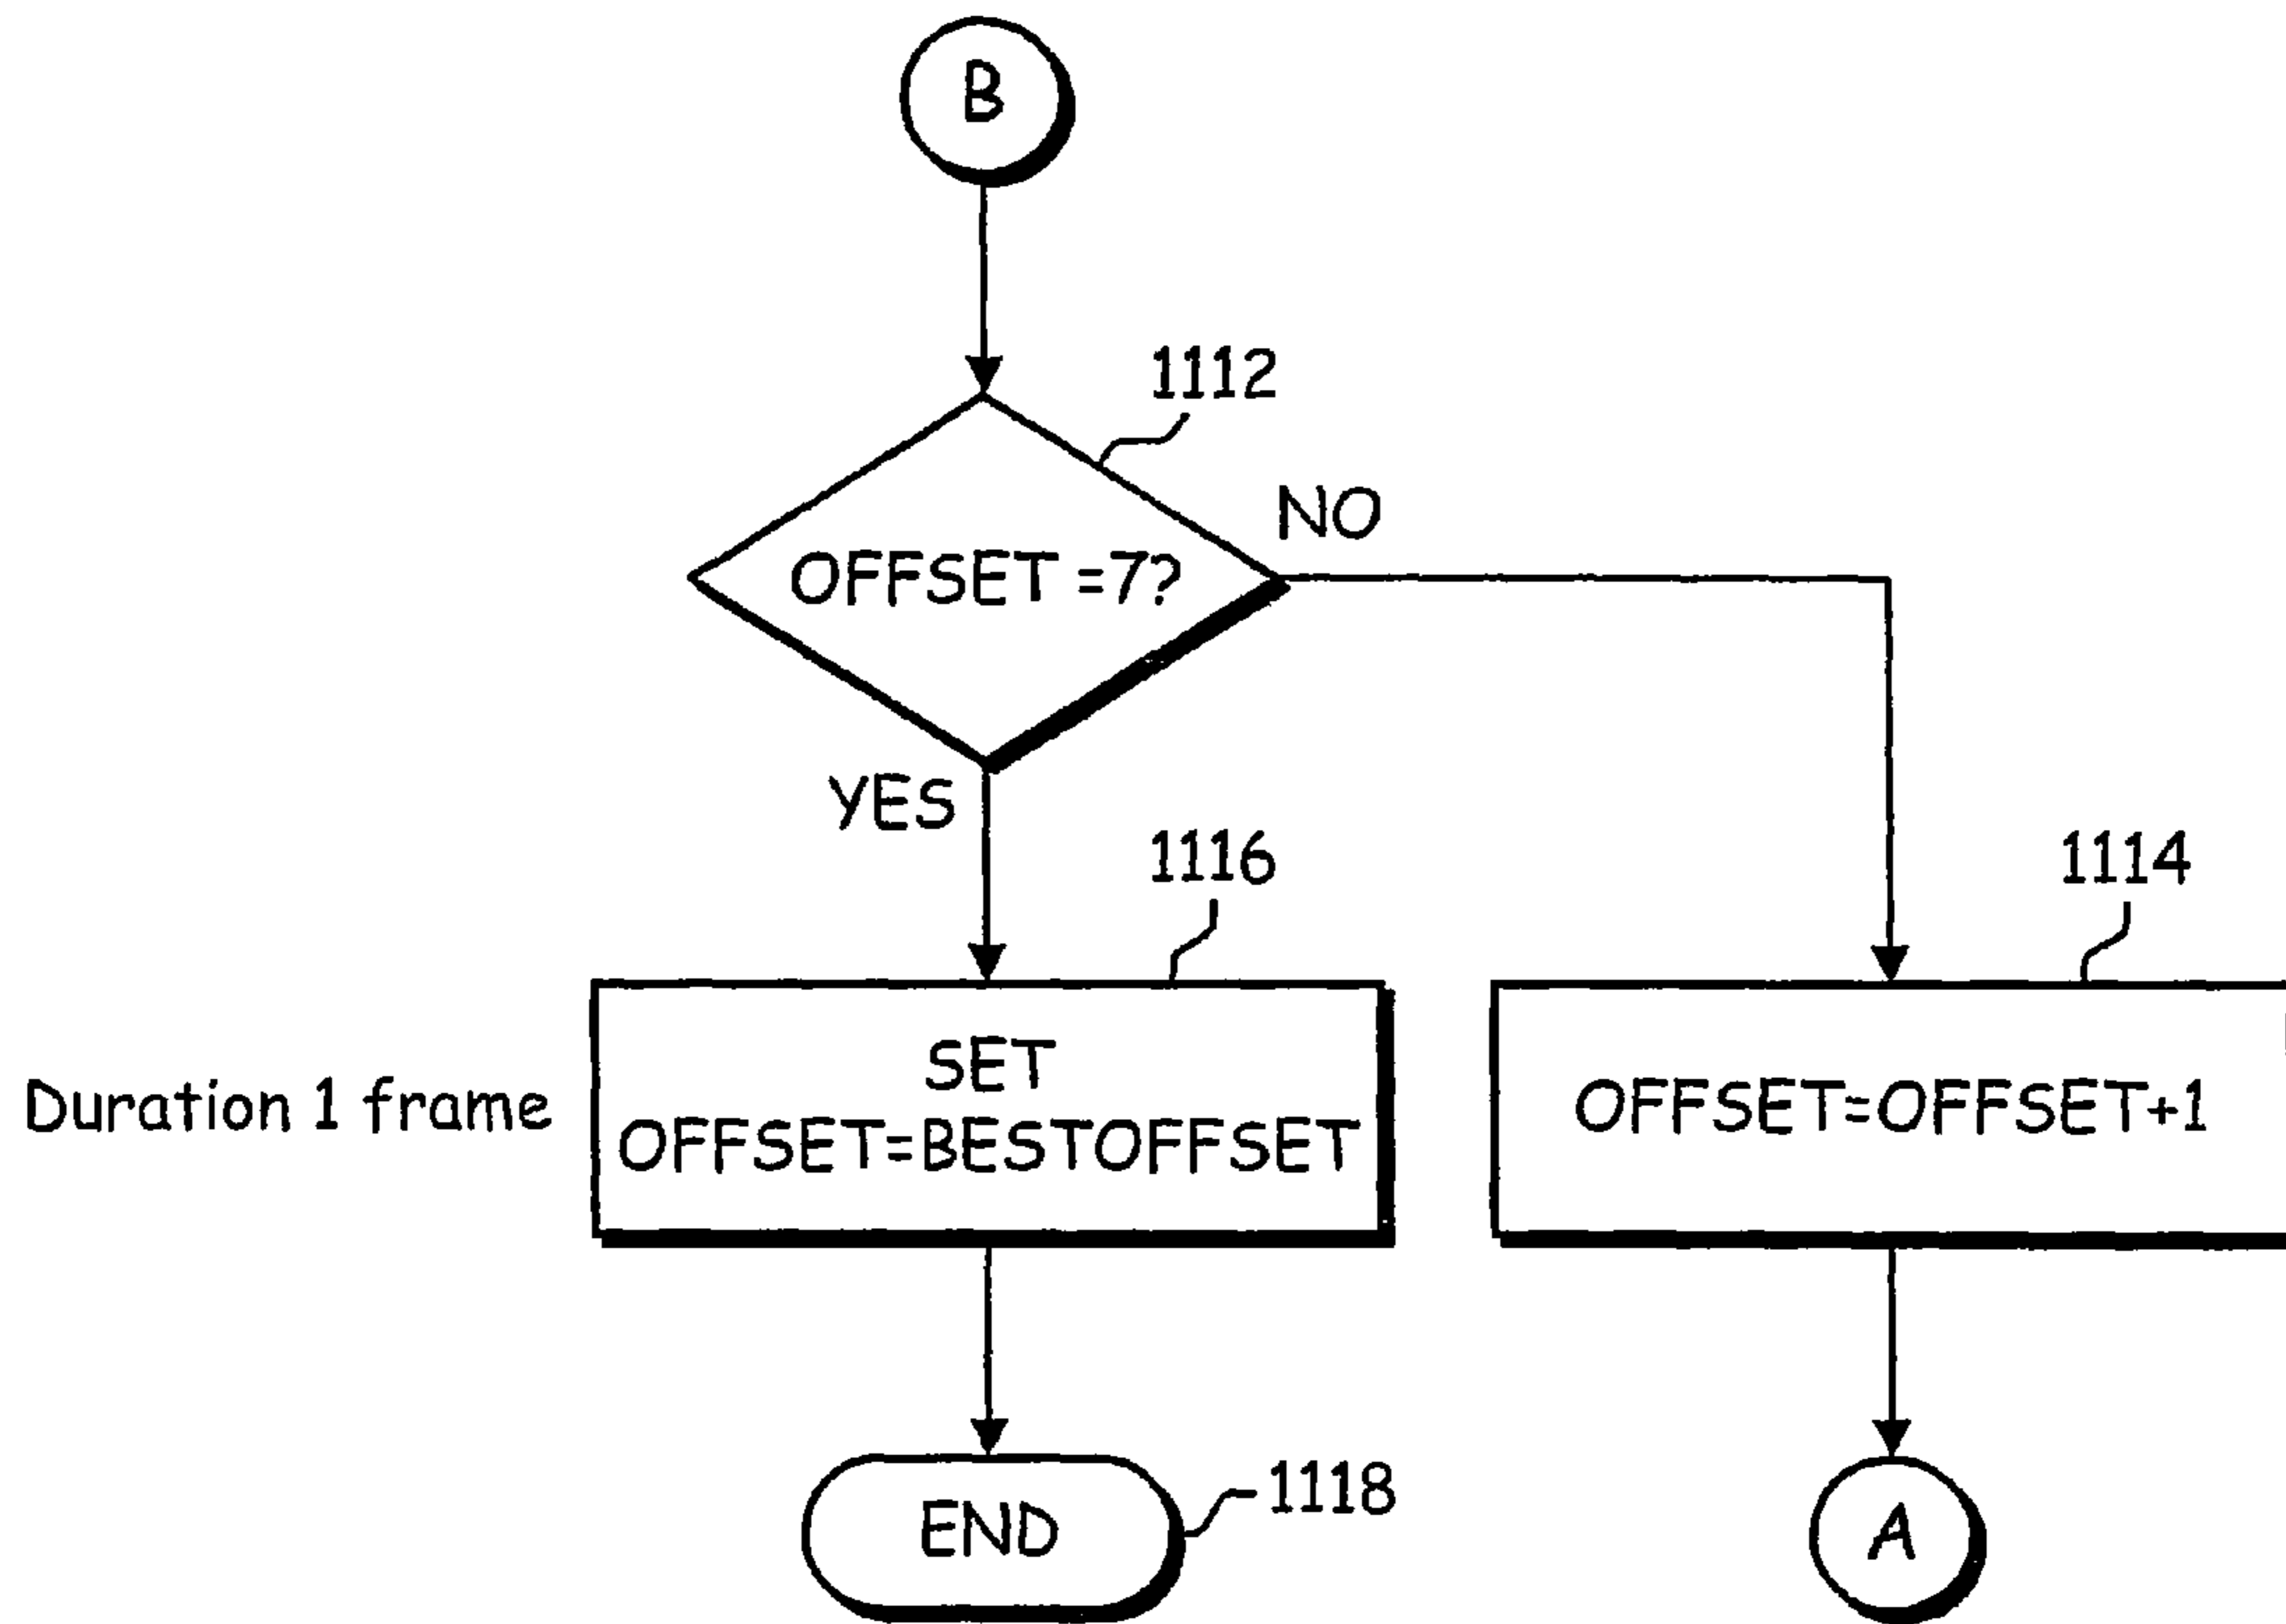 B
1112
NO
OFFSET =7?
YES
1116
1114
SET
OFFSET=BESTOFFSET
Duration 1 frame
OFFSET=OFFSET+1
END
1118
A